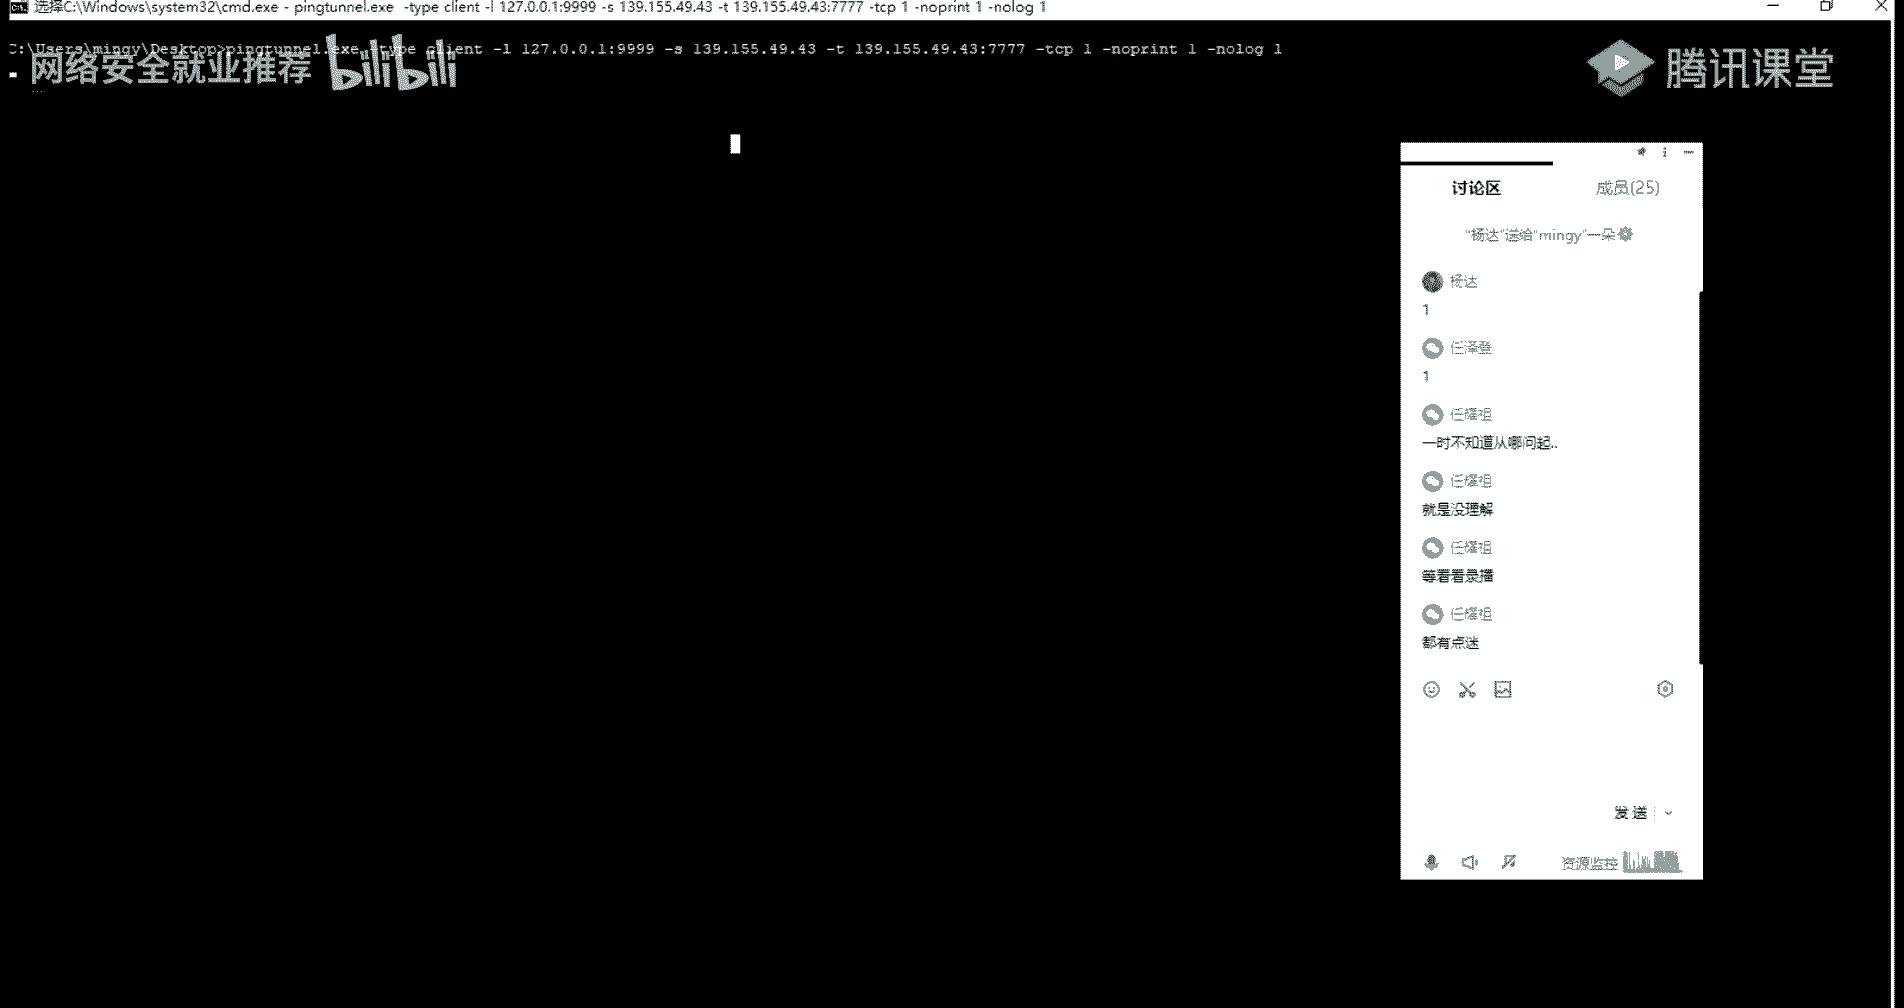 选择C:\Windows\system32\cmd.exe - pingtunnel.exe -type client -l 127.0.0.1:9999 -s 139.155.49.43 -t 139.155.49.43:7777 -tcp 1 -noprint 1 -nolog 1
C:\Users\mingy\Desktop>pingtunnel.exe -type client -l 127.0.0.1:9999 -s 139.155.49.43 -t 139.155.49.43:7777 -tcp 1 -noprint 1 -nolog 1
网络安全就业推荐 bilibili
腾讯课堂
讨论区 成员(25)
"杨达"送给"mingy"一朵
杨达
1
任泽登
1
任耀祖
一时不知道从哪问起..
任耀祖
就是没理解
任耀祖
等着看录播
任耀祖
都有点迷
发送
资源监控